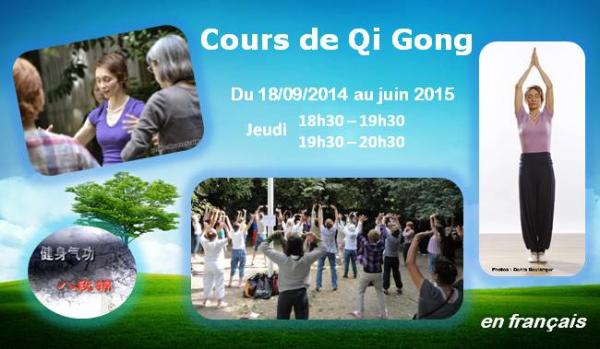 Cours de Qi Gong
Du 18/09/2014 au juin 2015
Jeudi
18h30 – 19h30
19h30 – 20h30
健身气功
八段锦
Photos : Denis Boulanger
en français